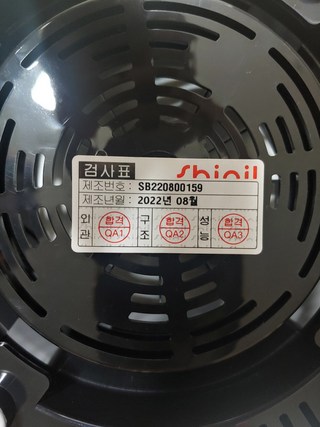 검사표 Shinil
제조번호 : SB220800159
제조년월 : 2022년 08월
외관 합격 QA1 구조 합격 QA2 성능 합격 QA3